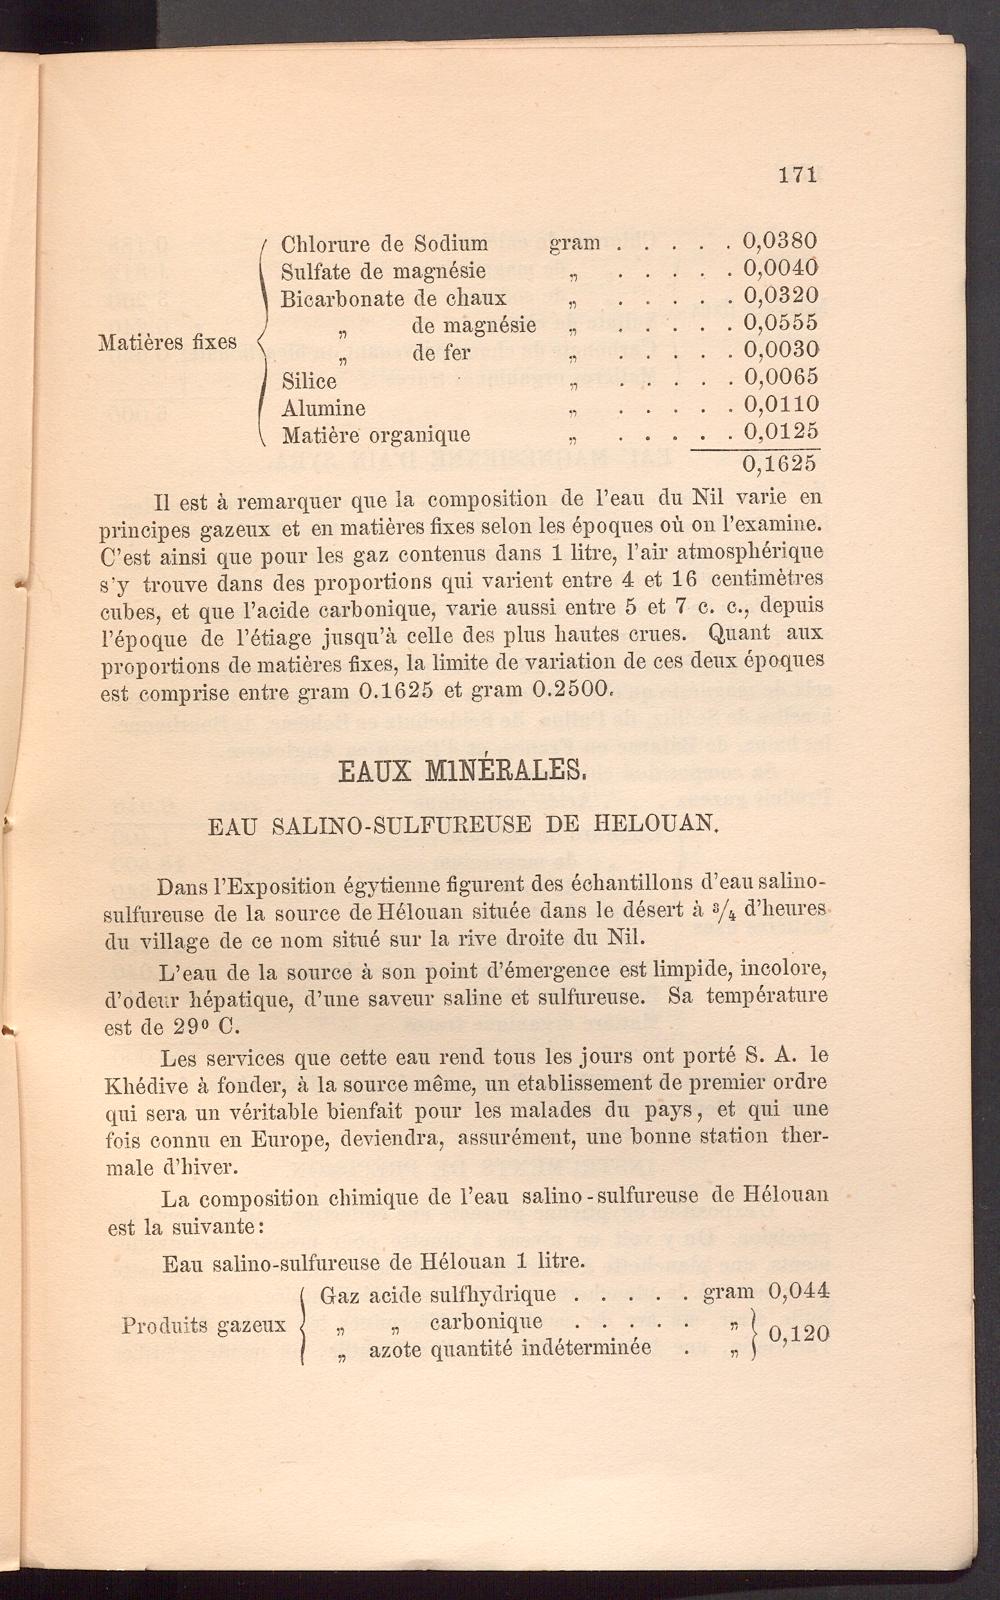 171
Chlorure de Sodium gram . . . . . 0,0380
Sulfate de magnésie „ . . . . . 0,0040
Bicarbonate de chaux „ . . . . . 0,0320
„ de magnésie „ . . . . . 0,0555
Matières fixes
„ de fer „ . . . . . 0,0030
Silice „ . . . . . 0,0065
Alumine „ . . . . . 0,0110
Matière organique „ . . . . . 0,0125
0,1625
Il est à remarquer que la composition de l'eau du Nil varie en
principes gazeux et en matières fixes selon les époques où on l'examine.
C'est ainsi que pour les gaz contenus dans 1 litre, l'air atmosphérique
s'y trouve dans des proportions qui varient entre 4 et 16 centimètres
cubes, et que l'acide carbonique, varie aussi entre 5 et 7 c. c., depuis
l'époque de l'étiage jusqu'à celle des plus hautes crues. Quant aux
proportions de matières fixes, la limite de variation de ces deux époques
est comprise entre gram 0.1625 et gram 0.2500.
EAUX M1NÉRALES.
EAU SALINO-SULFUREUSE DE HELOUAN.
Dans l'Exposition égytienne figurent des échantillons d'eau salino-
sulfureuse de la source de Hélouan située dans le désert à 3/4 d'heures
du village de ce nom situé sur la rive droite du Nil.
L'eau de la source à son point d'émergence est limpide, incolore,
d'odeur hépatique, d'une saveur saline et sulfureuse. Sa température
est de 29º C.
Les services que cette eau rend tous les jours ont porté S. A. le
Khédive à fonder, à la source même, un etablissement de premier ordre
qui sera un véritable bienfait pour les malades du pays, et qui une
fois connu en Europe, deviendra, assurément, une bonne station ther-
male d'hiver.
La composition chimique de l'eau salino-sulfureuse de Hélouan
est la suivante:
Eau salino-sulfureuse de Hélouan 1 litre.
Gaz acide sulfhydrique . . . . . gram 0,044
Produits gazeux „ „ carbonique . . . . . „
0,120
„ azote quantité indéterminée . „